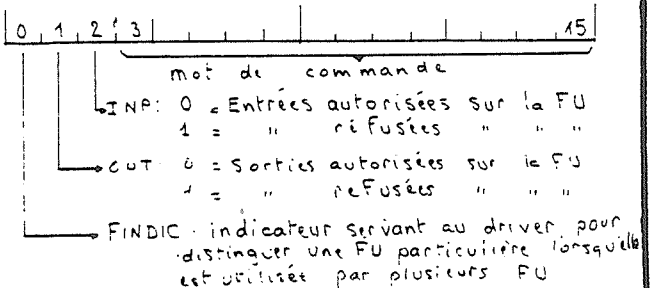 0 1 2 3 15
mot de commande
INP: 0 = Entrées autorisées sur la FU
1 = " refusées " " "
OUT: 0 = Sorties autorisées sur la FU
1 = " refusées " " "
FINDIC: indicateur servant au driver pour
distinguer une FU particulière lorsqu'elle
est utilisée par plusieurs FU